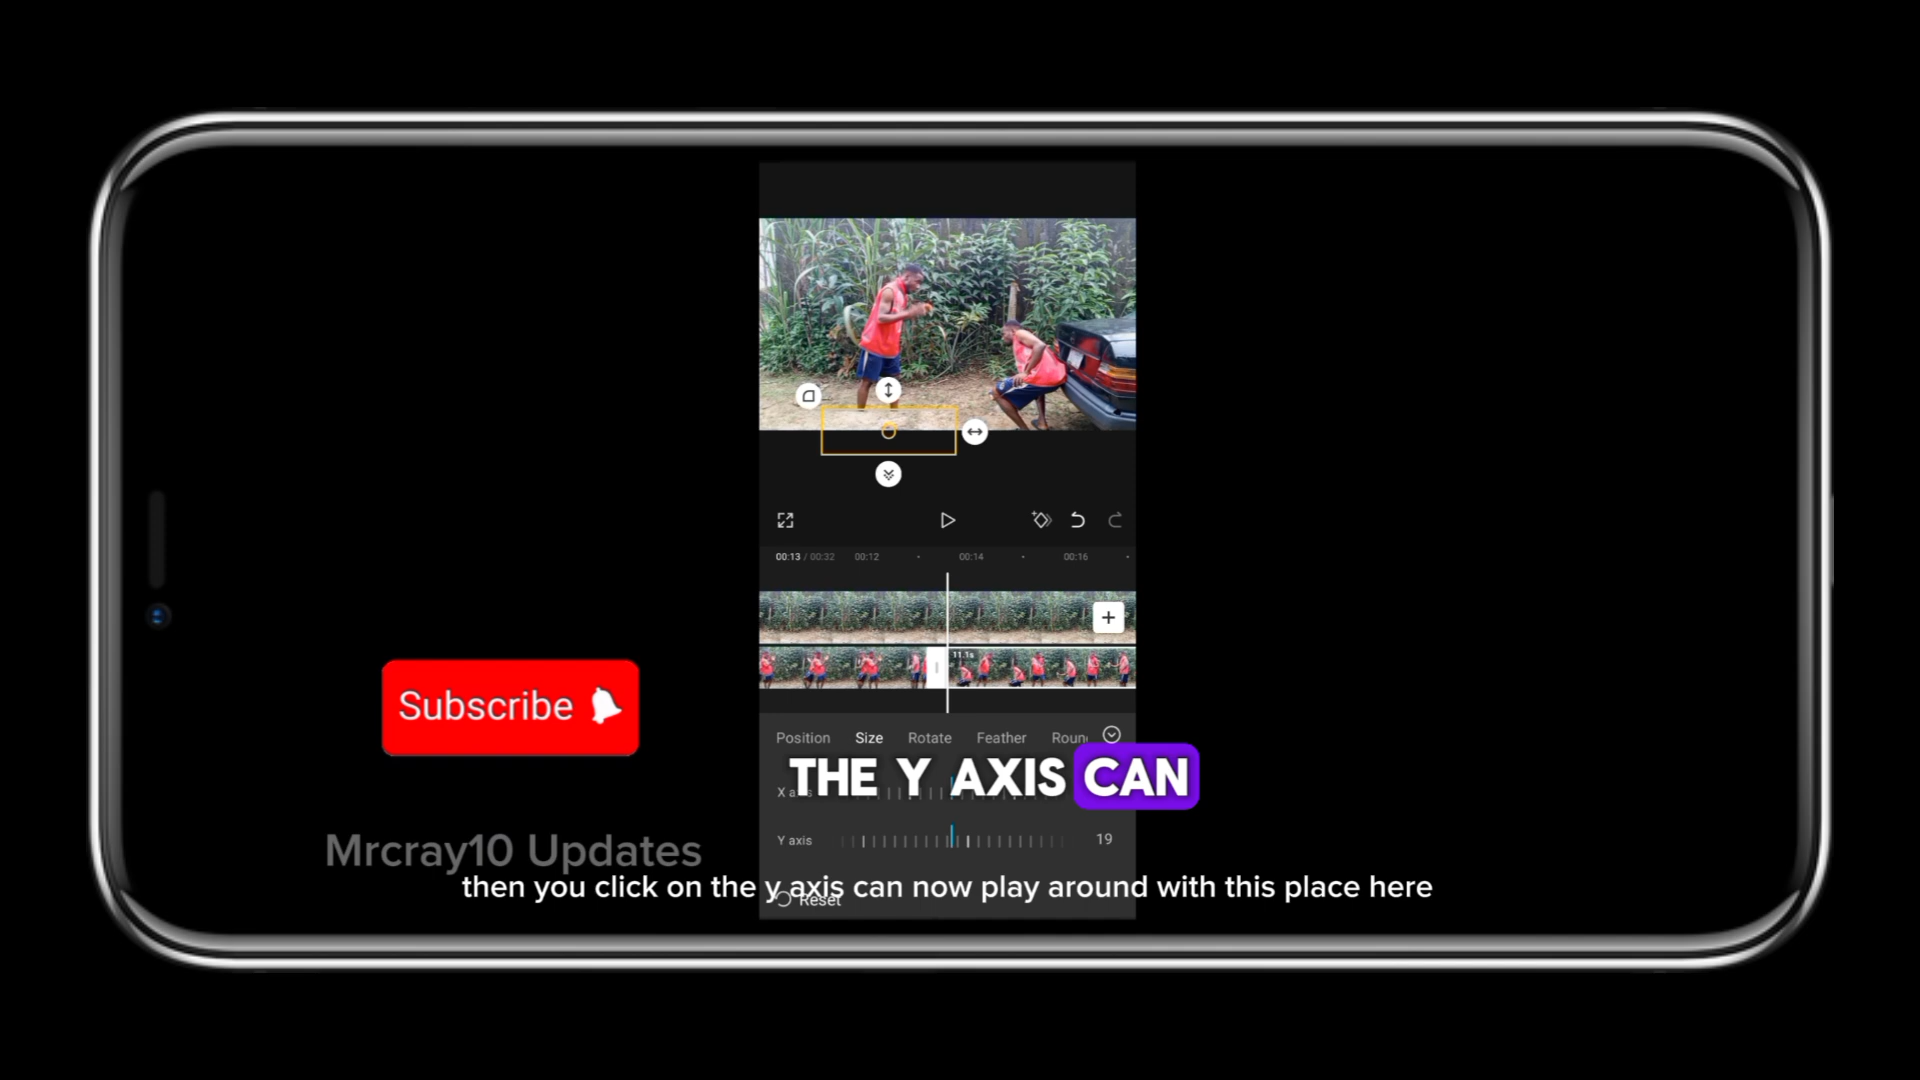 00:13 / 00:32 00:12 00:14 00:16
11.1s
Position Size Rotate Feather Roun
THE Y AXIS CAN
X a
Y axis 19
Reset
Subscribe
Mrcray10 Updates
then you click on the y axis can now play around with this place here